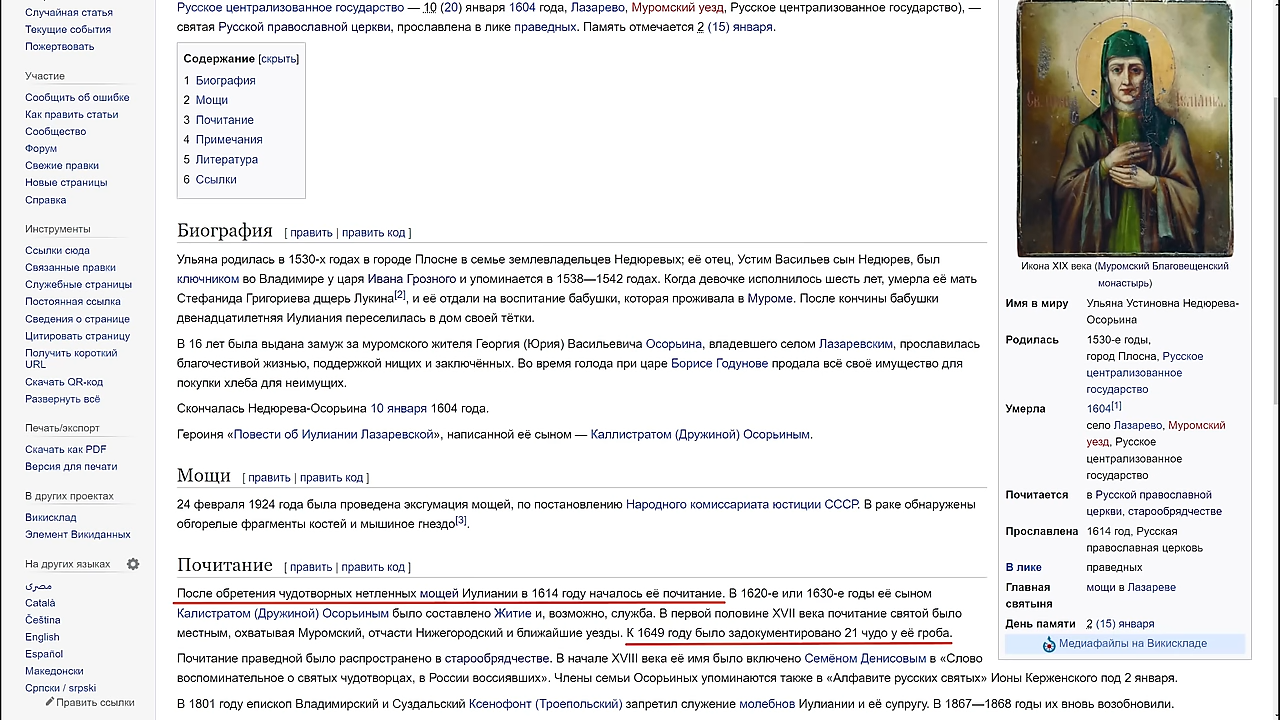 Случайная статья
Текущие события
Пожертвовать
Участие
Сообщить об ошибке
Как править статьи
Сообщество
Форум
Свежие правки
Новые страницы
Справка
Инструменты
Ссылки сюда
Связанные правки
Служебные страницы
Постоянная ссылка
Сведения о странице
Цитировать страницу
Получить короткий
URL
Скачать QR-код
Развернуть всё
Печать/экспорт
Скачать как PDF
Версия для печати
В других проектах
Викисклад
Элемент Викиданных
На других языках
مصرى
Català
Čeština
English
Español
Македонски
Српски / srpski
Править ссылки
Русское централизованное государство — 10 (20) января 1604 года, Лазарево, Муромский уезд, Русское централизованное государство), —
святая Русской православной церкви, прославлена в лике праведных. Память отмечается 2 (15) января.
Содержание [скрыть]
1 Биография
2 Мощи
3 Почитание
4 Примечания
5 Литература
6 Ссылки
Биография [ править | править код ]
Ульяна родилась в 1530-х годах в городе Плосне в семье землевладельцев Недюревых; её отец, Устим Васильев сын Недюрев, был
ключником во Владимире у царя Ивана Грозного и упоминается в 1538—1542 годах. Когда девочке исполнилось шесть лет, умерла её мать
Стефанида Григориева дщерь Лукина[2], и её отдали на воспитание бабушки, которая проживала в Муроме. После кончины бабушки
двенадцатилетняя Иулиания переселилась в дом своей тётки.
В 16 лет была выдана замуж за муромского жителя Георгия (Юрия) Васильевича Осорьина, владевшего селом Лазаревским, прославилась
благочестивой жизнью, поддержкой нищих и заключённых. Во время голода при царе Борисе Годунове продала всё своё имущество для
покупки хлеба для неимущих.
Скончалась Недюрева-Осорьина 10 января 1604 года.
Героиня «Повести об Иулиании Лазаревской», написанной её сыном — Каллистратом (Дружиной) Осорьиным.
Мощи [ править | править код ]
24 февраля 1924 года была проведена эксгумация мощей, по постановлению Народного комиссариата юстиции СССР. В раке обнаружены
обгорелые фрагменты костей и мышиное гнездо[3].
Почитание [ править | править код ]
После обретения чудотворных нетленных мощей Иулиании в 1614 году началось её почитание. В 1620-е или 1630-е годы её сыном
Калистратом (Дружиной) Осорьиным было составлено Житие и, возможно, служба. В первой половине XVII века почитание святой было
местным, охватывая Муромский, отчасти Нижегородский и ближайшие уезды. К 1649 году было задокументировано 21 чудо у её гроба.
Почитание праведной было распространено в старообрядчестве. В начале XVIII века её имя было включено Семёном Денисовым в «Слово
воспоминательное о святых чудотворцах, в России воссиявших». Члены семьи Осорьиных упоминаются также в «Алфавите русских святых» Ионы Керженского под 2 января.
В 1801 году епископ Владимирский и Суздальский Ксенофонт (Троепольский) запретил служение молебнов Иулиании и её супругу. В 1867—1868 годы их вновь возобновили.
Икона XIX века (Муромский Благовещенский
монастырь)
Имя в миру Ульяна Устиновна Недюрева-
Осорьина
Родилась 1530-е годы,
город Плосна, Русское
централизованное
государство
Умерла 1604[1]
село Лазарево, Муромский
уезд, Русское
централизованное
государство
Почитается в Русской православной
церкви, старообрядчестве
Прославлена 1614 год, Русская
православная церковь
В лике праведных
Главная мощи в Лазареве
святыня
День памяти 2 (15) января
Медиафайлы на Викискладе